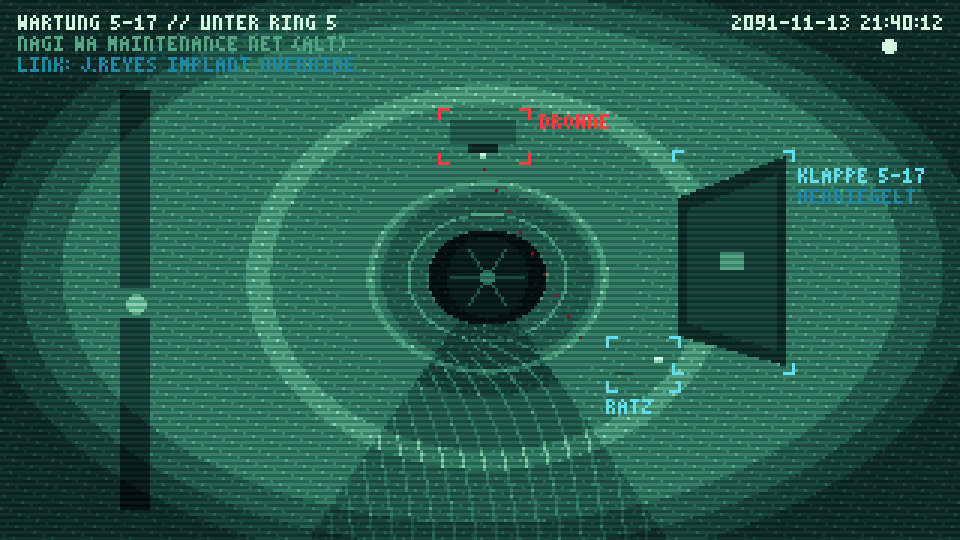 WARTUNG 5-17 // UNTER RING 5
2091-11-13 21:40:12
NAGI WA MAINTENANCE NET (ALT)
LINK: J.REYES IMPLANT OVERRIDE
DROHNE
KLAPPE 5-17
VERRIEGELT
RATZ